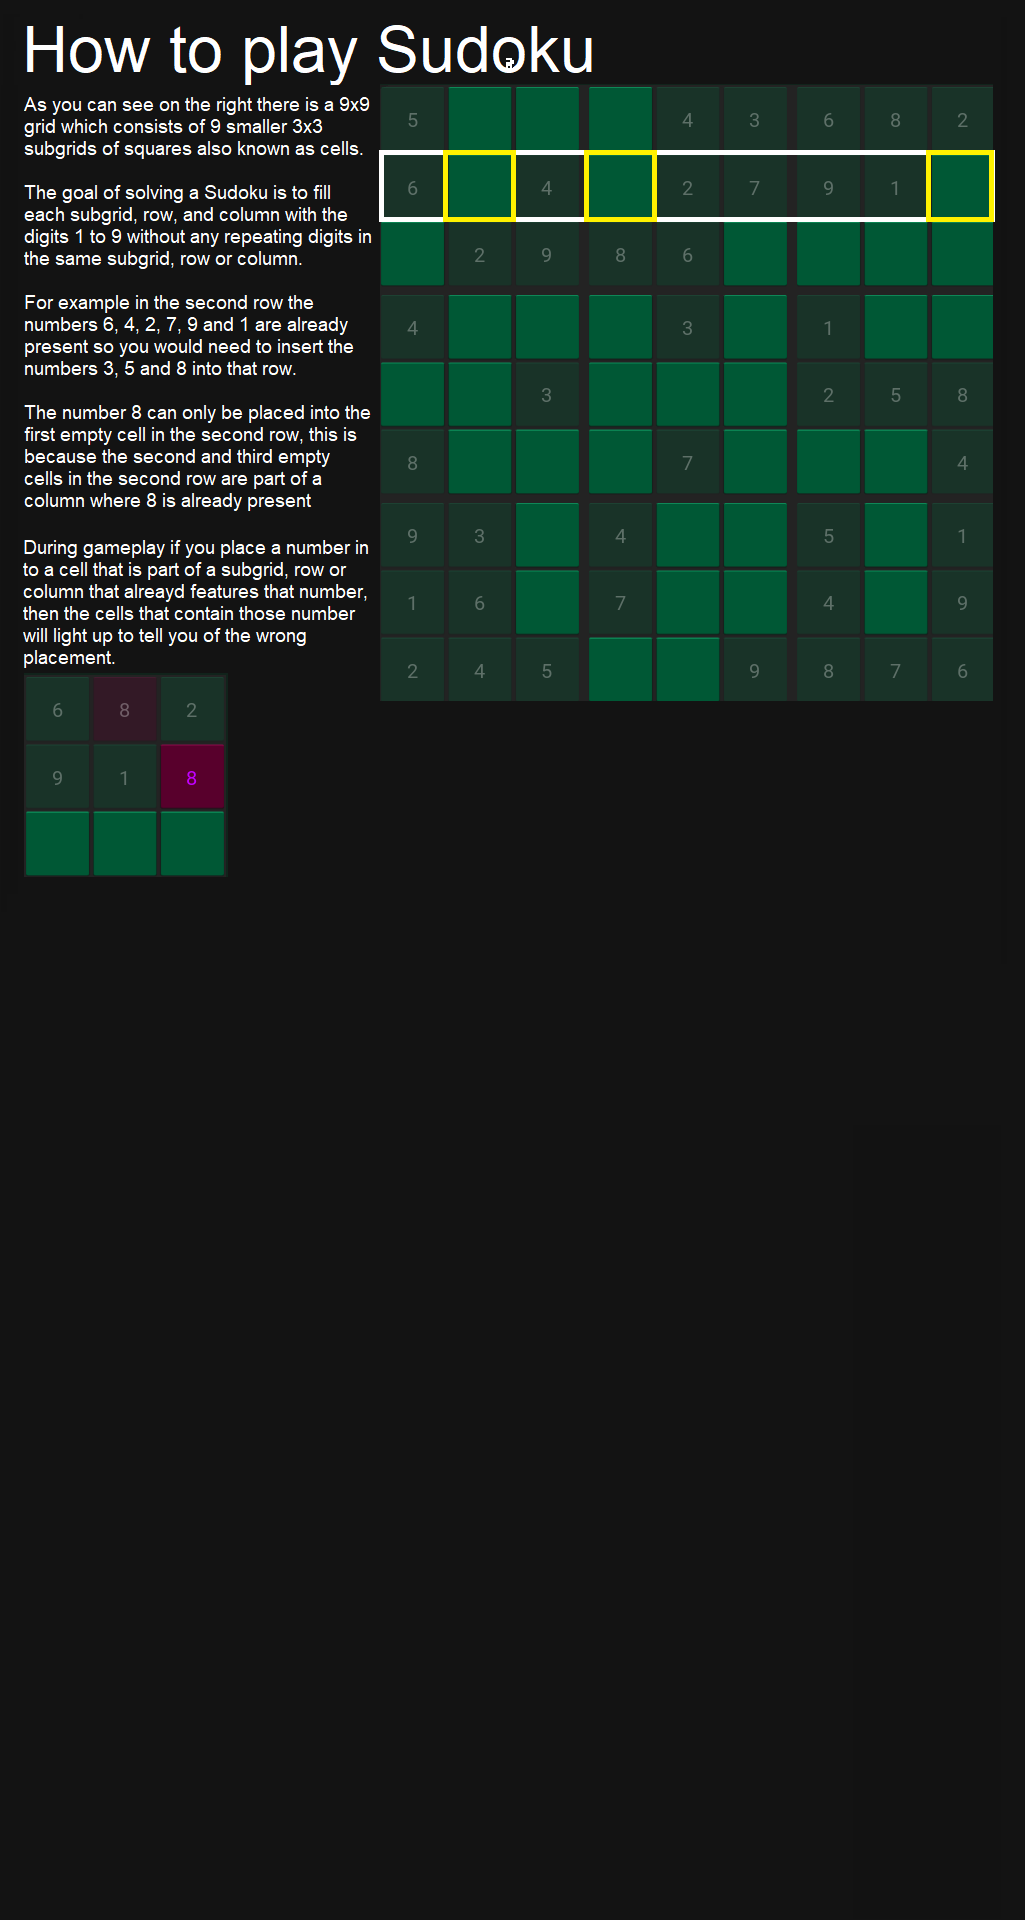 How to play Sudoku
As you can see on the right there is a 9x9
grid which consists of 9 smaller 3x3
subgrids of squares also known as cells.
The goal of solving a Sudoku is to fill
each subgrid, row, and column with the
digits 1 to 9 without any repeating digits in
the same subgrid, row or column.
For example in the second row the
numbers 6, 4, 2, 7, 9 and 1 are already
present so you would need to insert the
numbers 3, 5 and 8 into that row.
The number 8 can only be placed into the
first empty cell in the second row, this is
because the second and third empty
cells in the second row are part of a
column where 8 is already present
During gameplay if you place a number in
to a cell that is part of a subgrid, row or
column that alreayd features that number,
then the cells that contain those number
will light up to tell you of the wrong
placement.
5 4 3 6 8 2
6 4 2 7 9 1
2 9 8 6
4 3 1
3 2 5 8
8 7 4
9 3 4 5 1
1 6 7 4 9
2 4 5 9 8 7 6
6 8 2
9 1 8